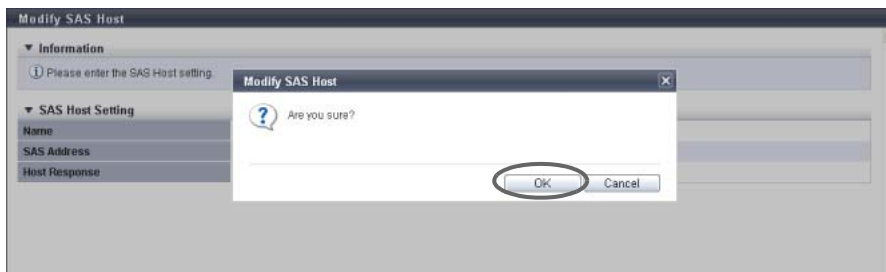 Modify SAS Host
▼ Information
Please enter the SAS Host setting.
Modify SAS Host
Are you sure?
OK
Cancel
▼ SAS Host Setting
Name
SAS Address
Host Response